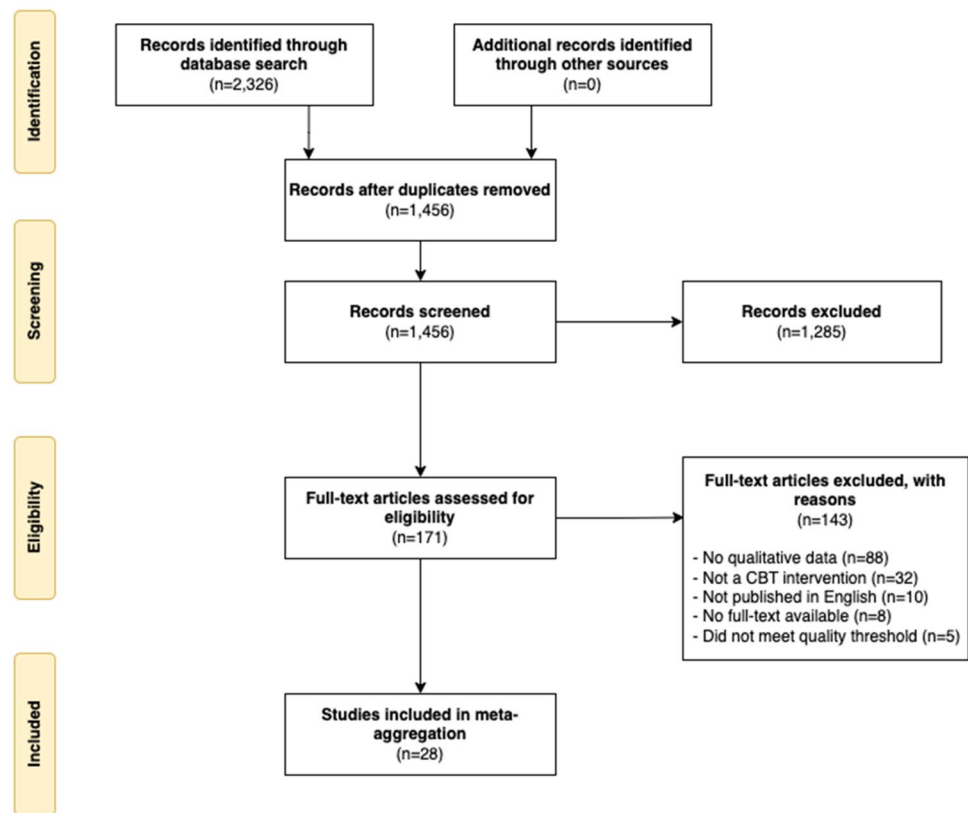 Identification
Records identified through
database search
(n=2,326)
Additional records identified
through other sources
(n=0)
Records after duplicates removed
(n=1,456)
Screening
Records screened
(n=1,456)
Records excluded
(n=1,285)
Eligibility
Full-text articles assessed for
eligibility
(n=171)
Full-text articles excluded, with
reasons
(n=143)
- No qualitative data (n=88)
- Not a CBT intervention (n=32)
- Not published in English (n=10)
- No full-text available (n=8)
- Did not meet quality threshold (n=5)
Included
Studies included in meta-
aggregation
(n=28)